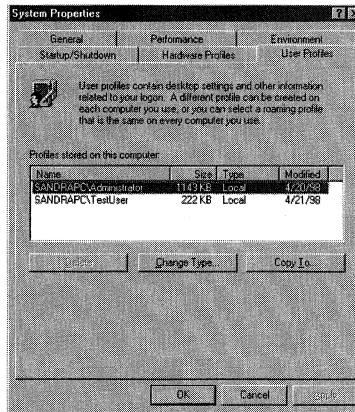 System Properties
General Performance Environment
Startup/Shutdown Hardware Profiles User Profiles
User profiles contain desktop settings and other information
related to your logon. A different profile can be created on
each computer you use, or you can select a roaming profile
that is the same on every computer you use.
Profiles stored on this computer
Name Size Type Modified
SANDRAPC\Administrator 1143 KB Local 4/20/98
SANDRAPC\TestUser 222 KB Local 4/21/98
Delete Change Type... Copy To...
OK Cancel Apply